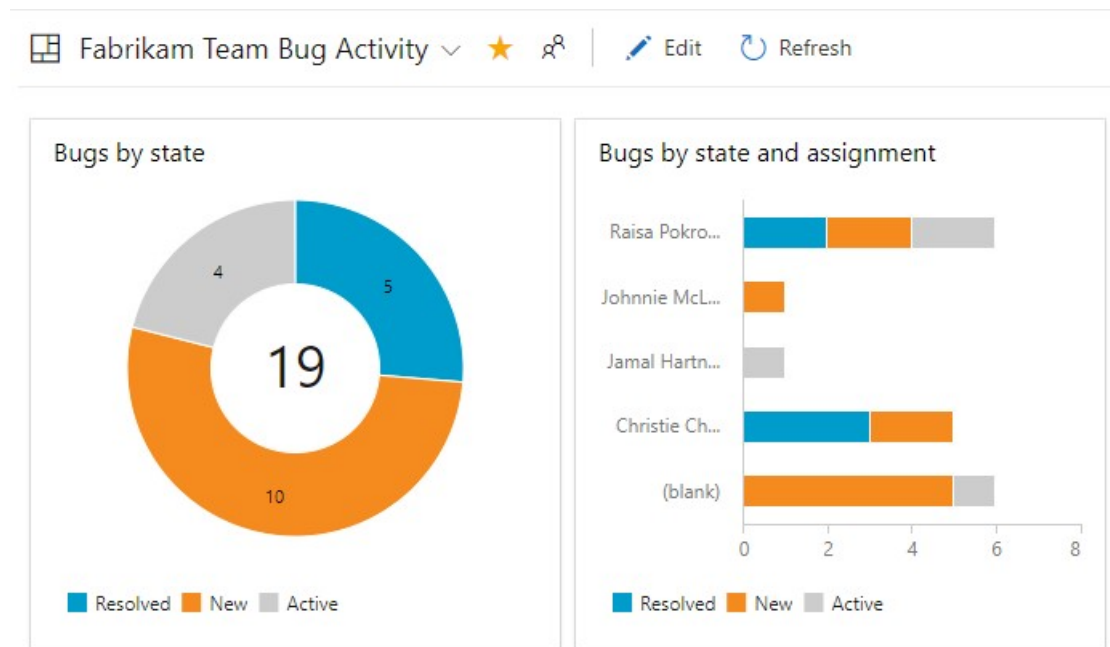 Fabrikam Team Bug Activity Edit Refresh
Bugs by state
4
5
19
10
Resolved New Active
Bugs by state and assignment
Raisa Pokro...
Johnnie McL...
Jamal Hartn...
Christie Ch...
(blank)
0 2 4 6 8
Resolved New Active